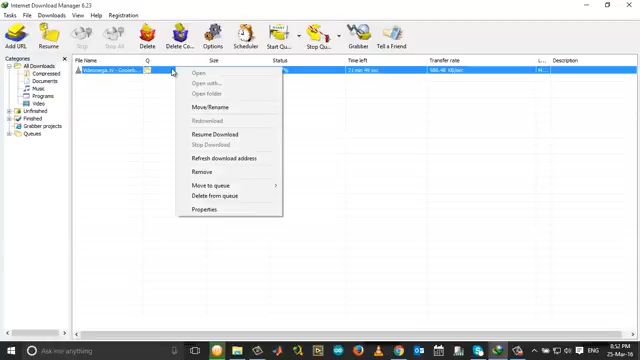 Internet Download Manager 6.23
Tasks File Downloads View Help Registration
Add URL Resume Stop Stop All Delete Delete Co... Options Scheduler Start Qu... Stop Qu... Grabber Tell a Friend
Categories
File Name Q Size Status Time left Transfer rate L... Description
All Downloads
Compressed
Documents
Music
Programs
Video
Unfinished
Finished
Grabber projects
Queues
21 min 49 sec
Open
Open with...
Open folder
Move/Rename
Redownload
Resume Download
Stop Download
Refresh download address
Remove
Move to queue
Delete from queue
Properties
Ask me anything
ENG
8:52 PM
25-Mar-16